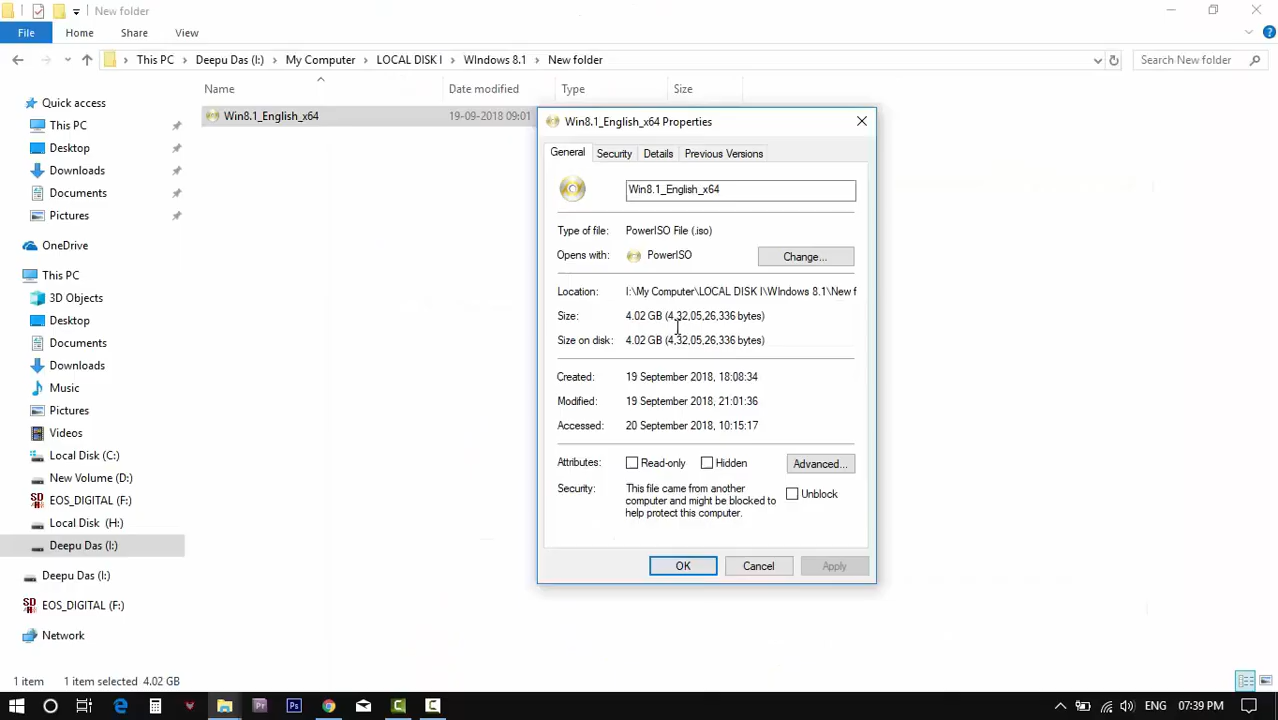 New folder
File Home Share View
This PC Deepu Das (I:) My Computer LOCAL DISK I WIndows 8.1 New folder
Search New folder
Name Date modified Type Size
Win8.1_English_x64 19-09-2018 09:01
Quick access
This PC
Desktop
Downloads
Documents
Pictures
OneDrive
This PC
3D Objects
Desktop
Documents
Downloads
Music
Pictures
Videos
Local Disk (C:)
New Volume (D:)
EOS_DIGITAL (F:)
Local Disk (H:)
Deepu Das (I:)
Deepu Das (I:)
EOS_DIGITAL (F:)
Network
Win8.1_English_x64 Properties
General Security Details Previous Versions
Win8.1_English_x64
Type of file: PowerISO File (.iso)
Opens with: PowerISO Change...
Location: I:\My Computer\LOCAL DISK I\WIndows 8.1\New f
Size: 4.02 GB (4,32,05,26,336 bytes)
Size on disk: 4.02 GB (4,32,05,26,336 bytes)
Created: 19 September 2018, 18:08:34
Modified: 19 September 2018, 21:01:36
Accessed: 20 September 2018, 10:15:17
Attributes: Read-only Hidden Advanced...
Security: This file came from another
computer and might be blocked to
help protect this computer.
Unblock
OK Cancel Apply
1 item 1 item selected 4.02 GB
ENG 07:39 PM